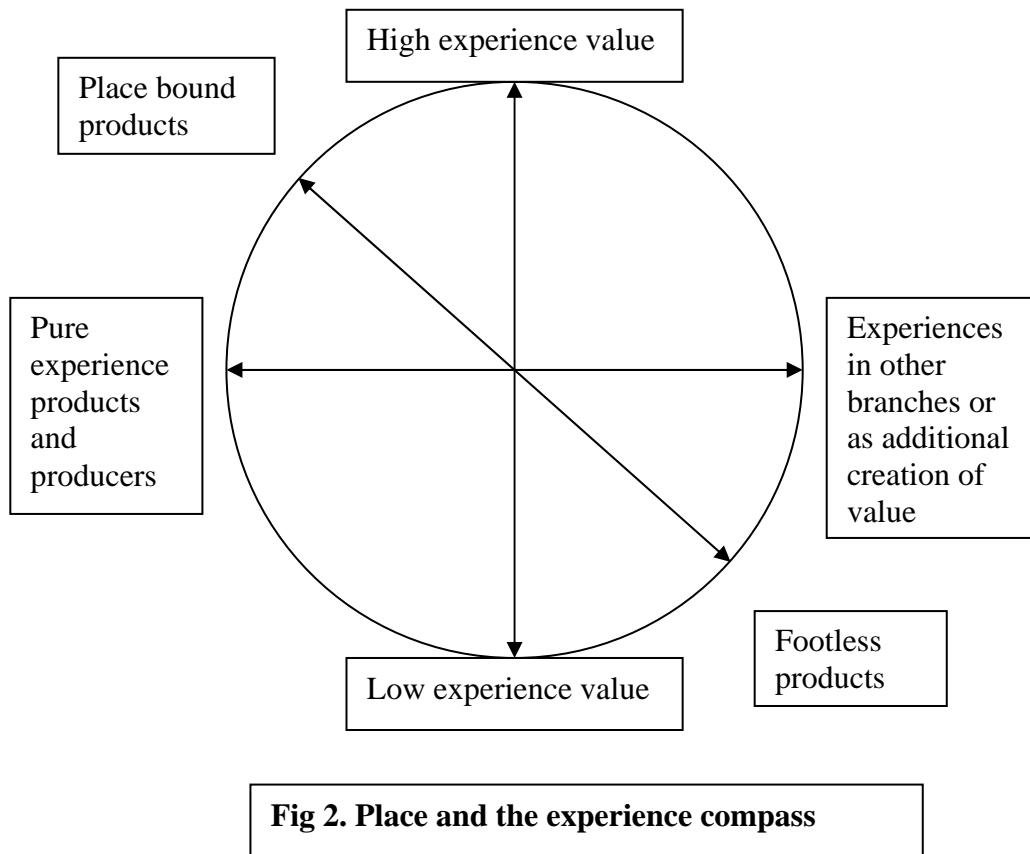 High experience value
Place bound
products
Pure
experience
products
and
producers
Experiences
in other
branches or
as additional
creation of
value
Footless
products
Low experience value
Fig 2. Place and the experience compass